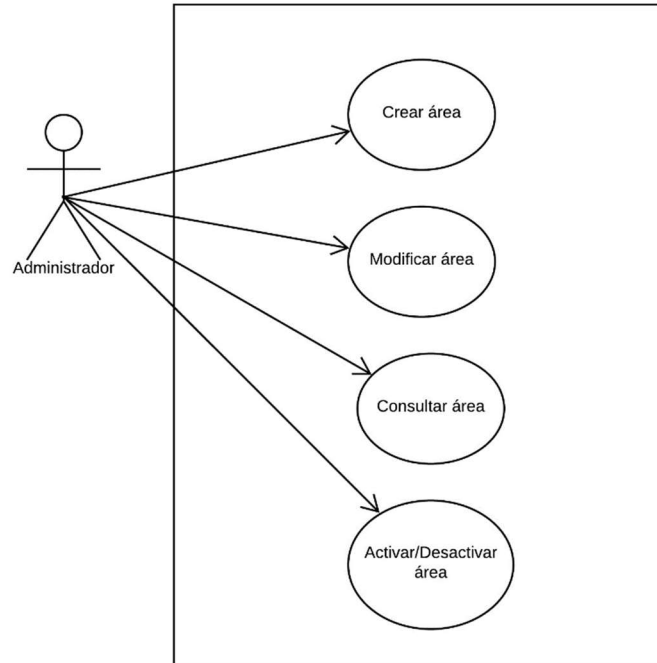 Crear área
Modificar área
Administrador
Consultar área
Activar/Desactivar
área